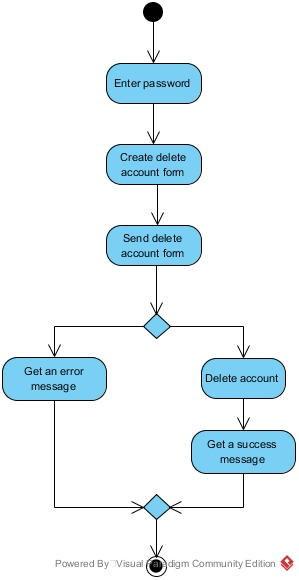 Enter password
Create delete
account form
Send delete
account form
Get an error
message
Delete account
Get a success
message
Powered By Visual Paradigm Community Edition